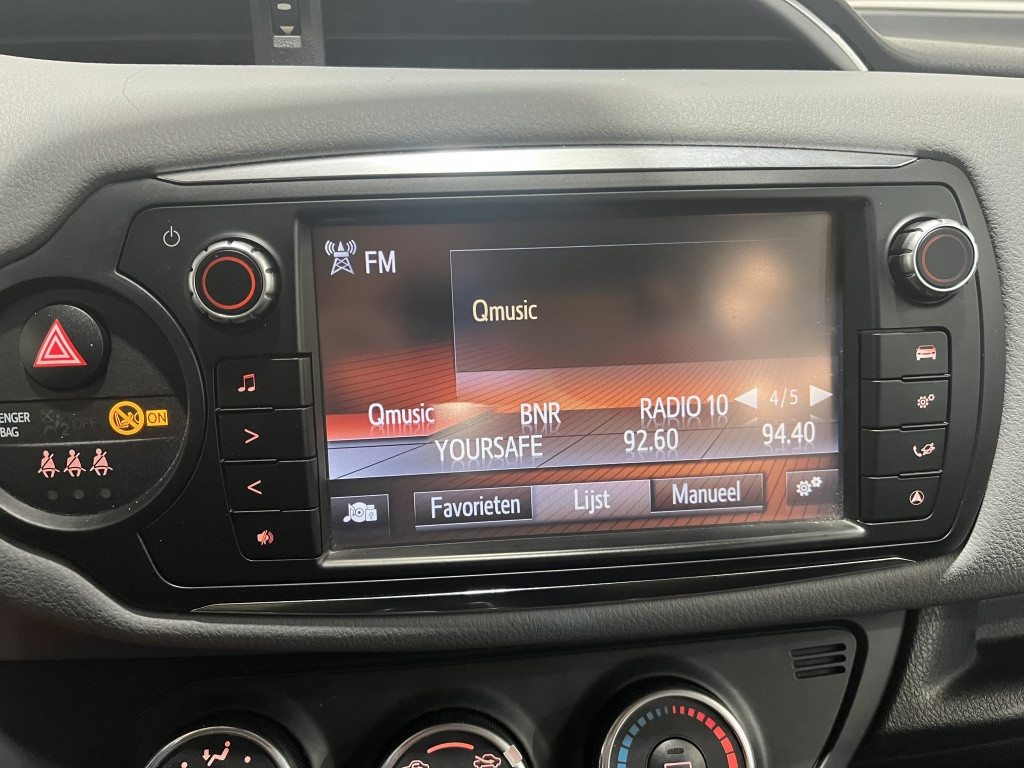 FM
Qmusic
Qmusic BNR RADIO 10 4/5
YOURSAFE 92.60 94.40
Favorieten Lijst Manueel
OFF ON
ENGER
BAG